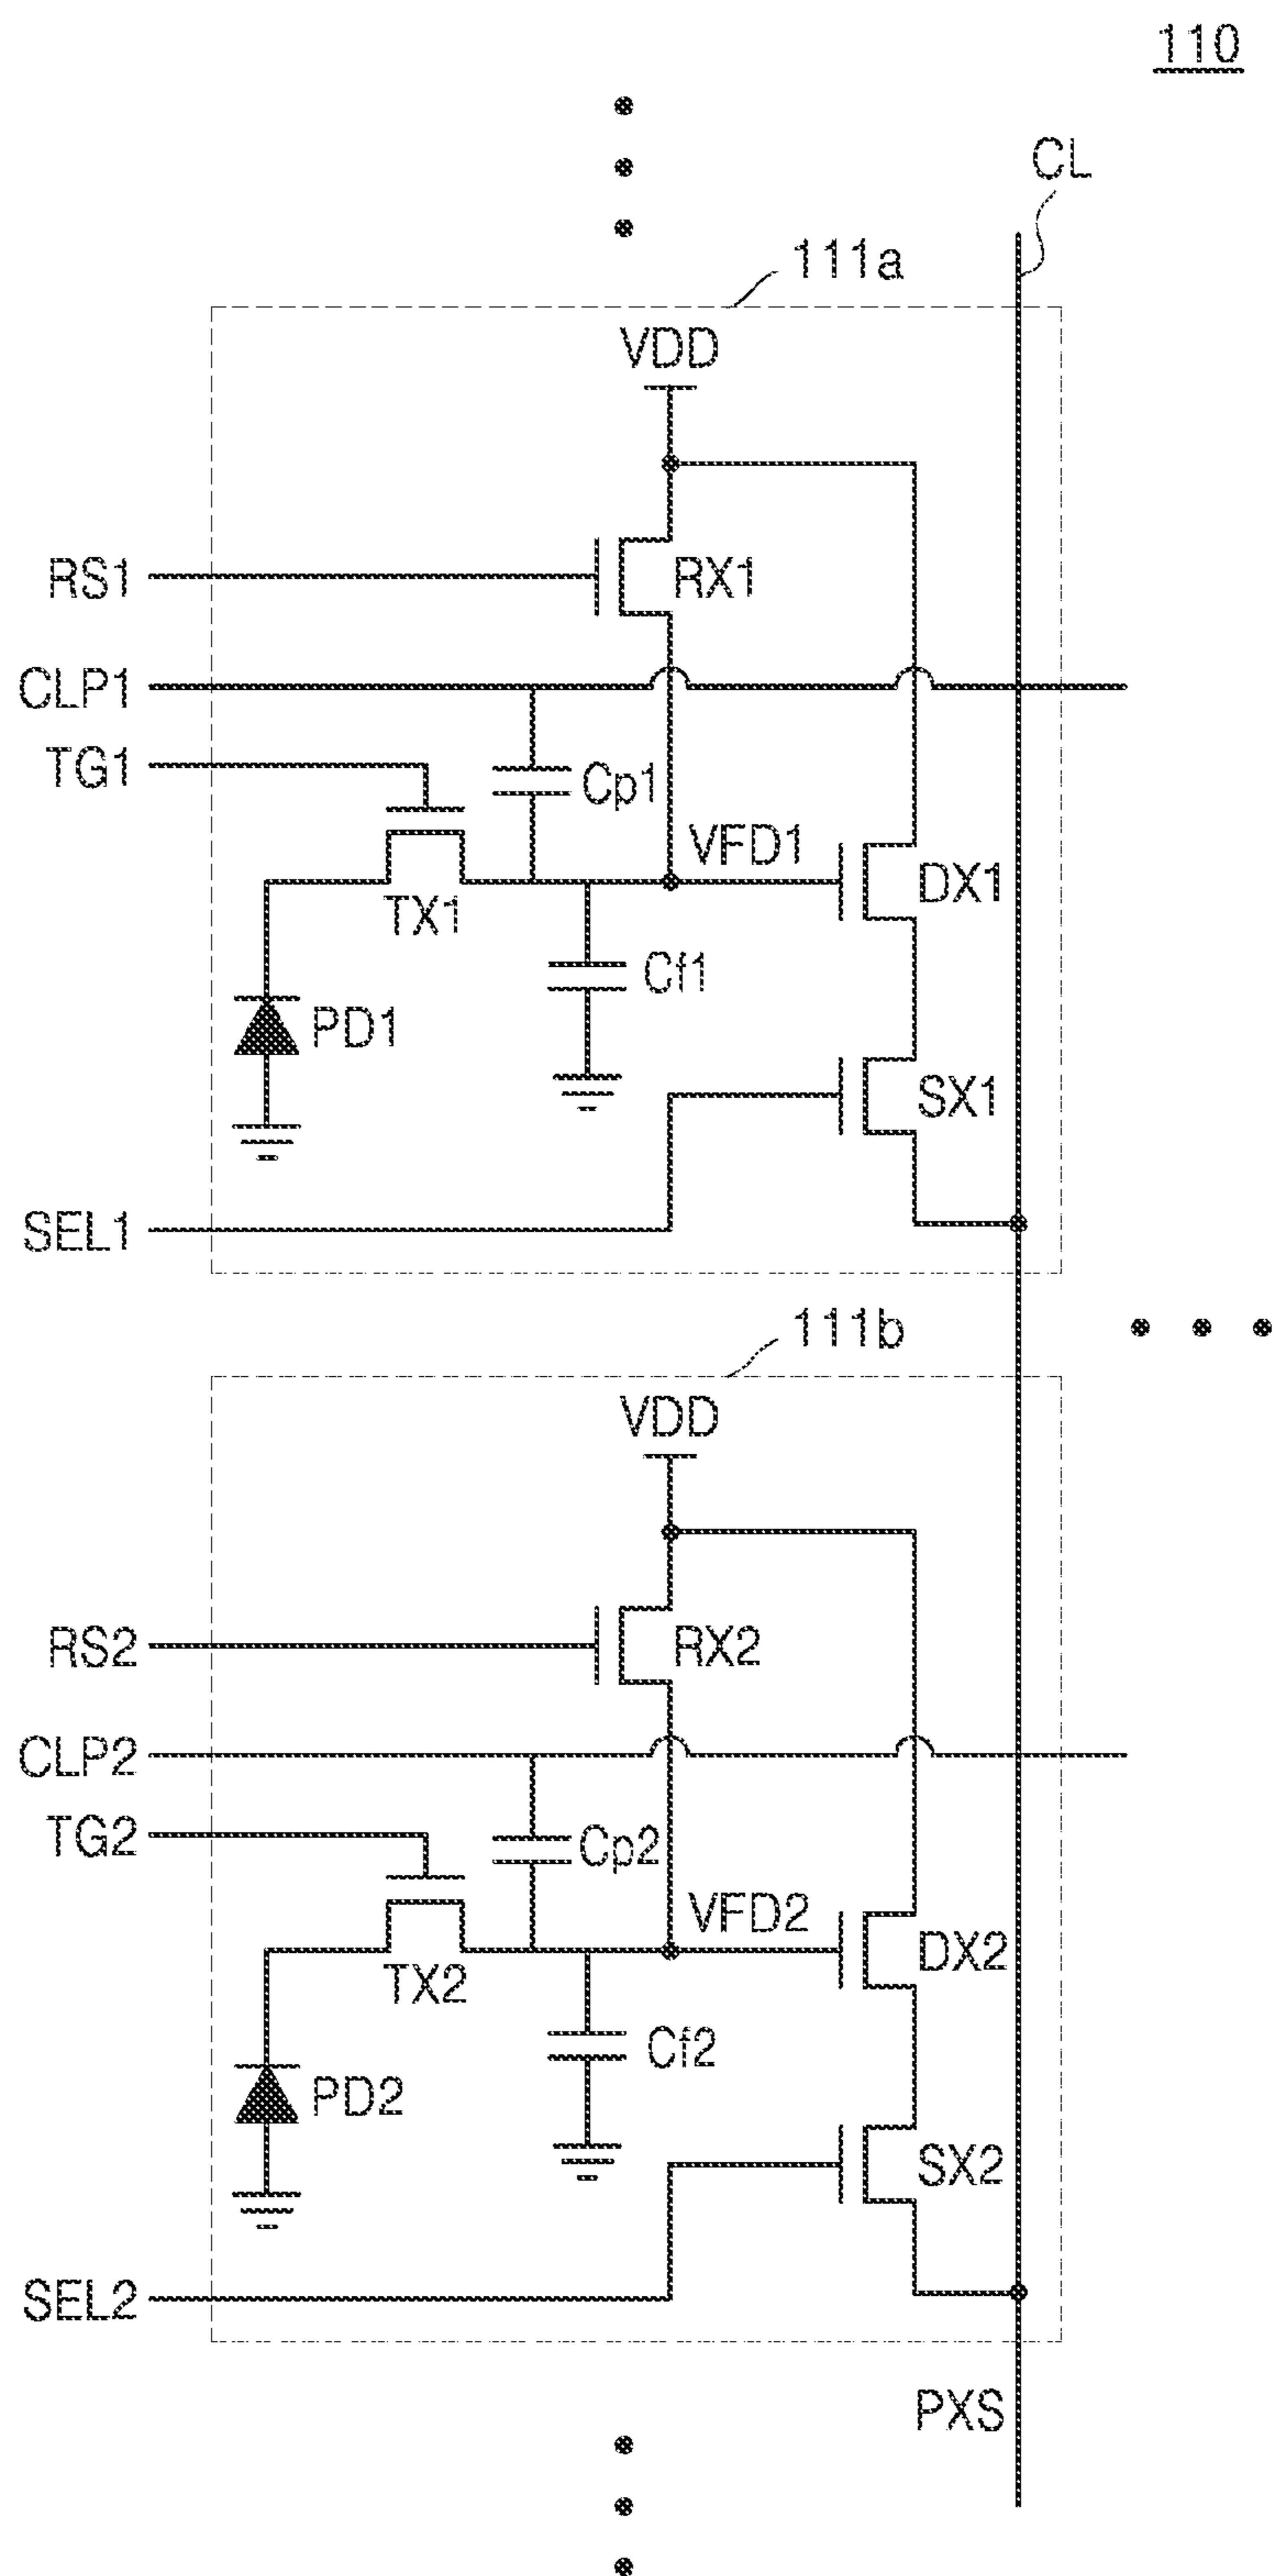 110
CL
111a
VDD
RS1
RX1
CLP1
TG1
Cp1
VFD1
DX1
TX1
Cf1
PD1
SX1
SEL1
111b
VDD
RS2
RX2
CLP2
TG2
Cp2
VFD2
DX2
TX2
Cf2
PD2
SX2
SEL2
PXS